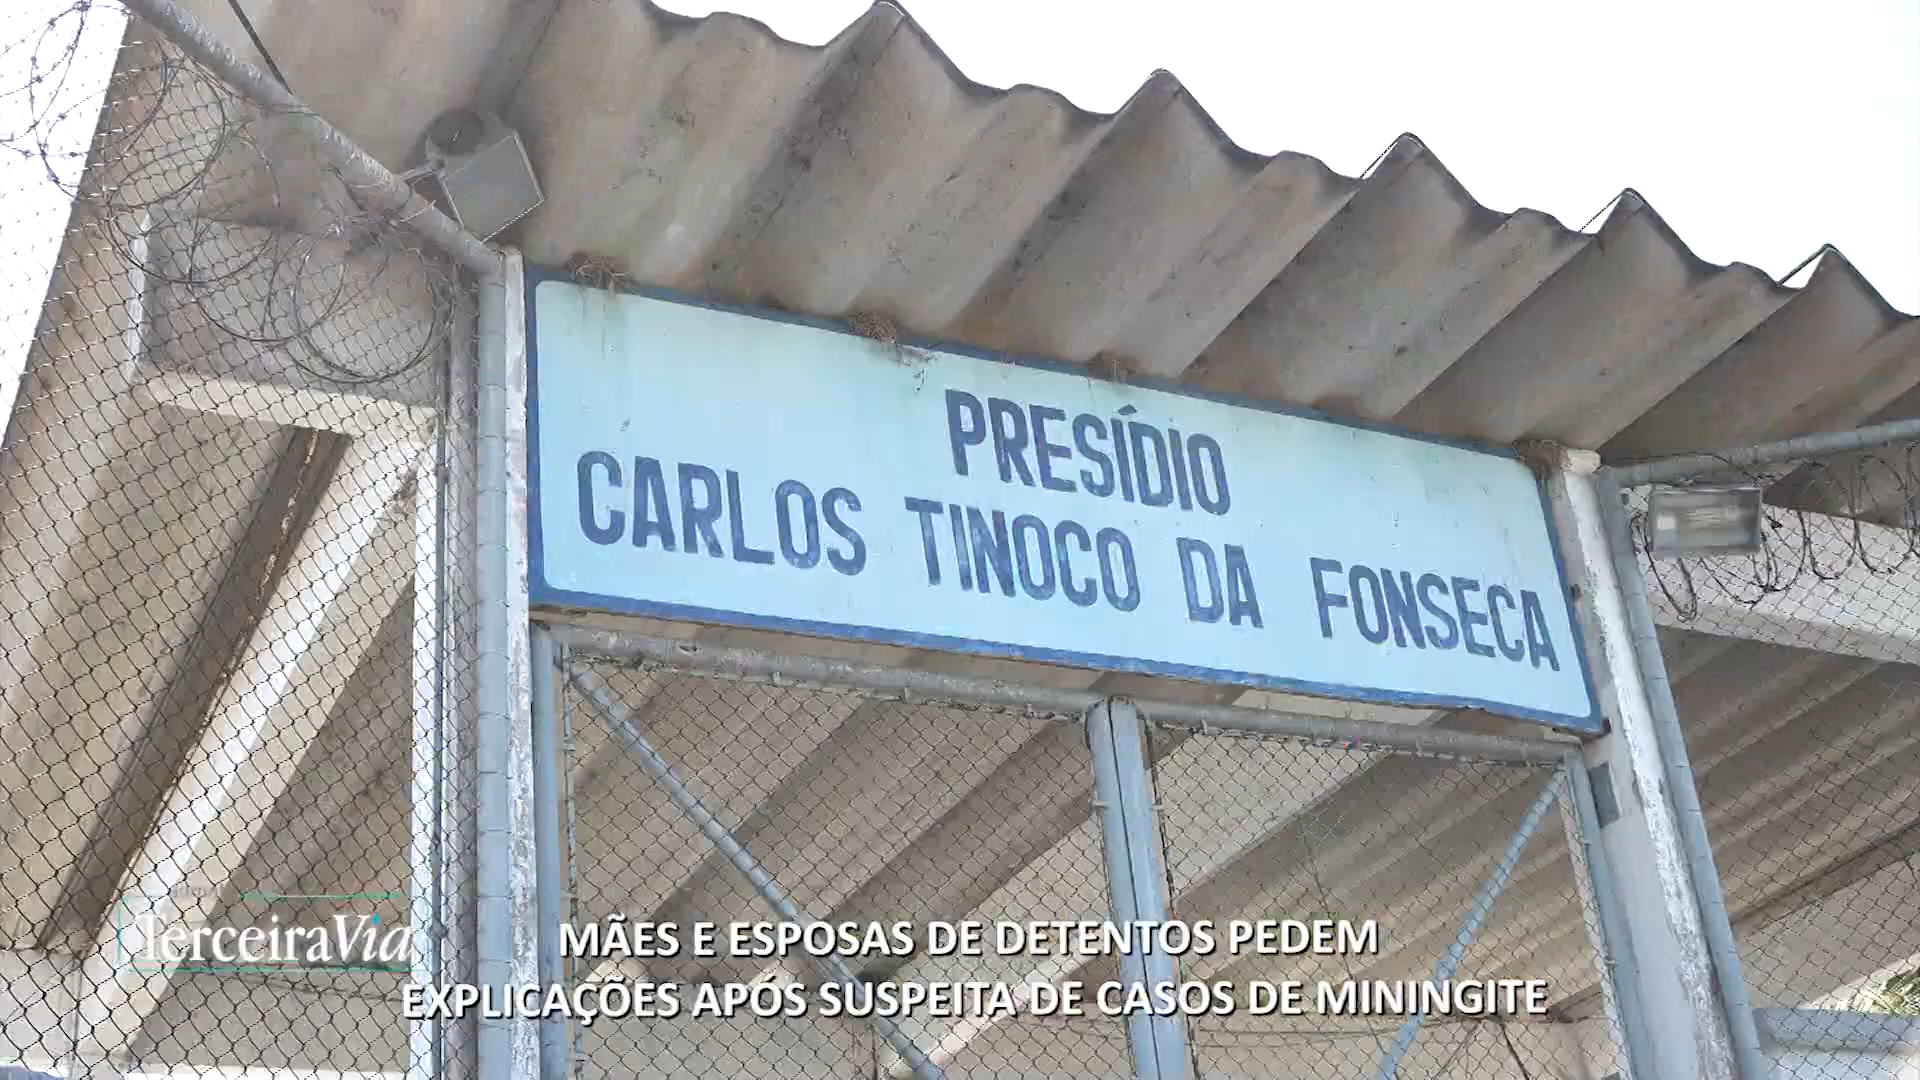 PRESÍDIO
CARLOS TINOCO DA FONSECA
TerceiraVia
MÃES E ESPOSAS DE DETENTOS PEDEM
EXPLICAÇÕES APÓS SUSPEITA DE CASOS DE MININGITE